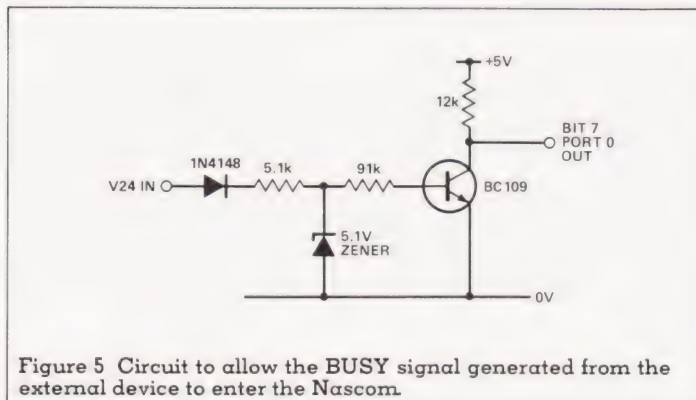 +5V
12k
BIT 7
PORT 0
OUT
1N4148
5.1k
91k
V24 IN
BC109
5.1V
ZENER
0V
Figure 5 Circuit to allow the BUSY signal generated from the
external device to enter the Nascom.